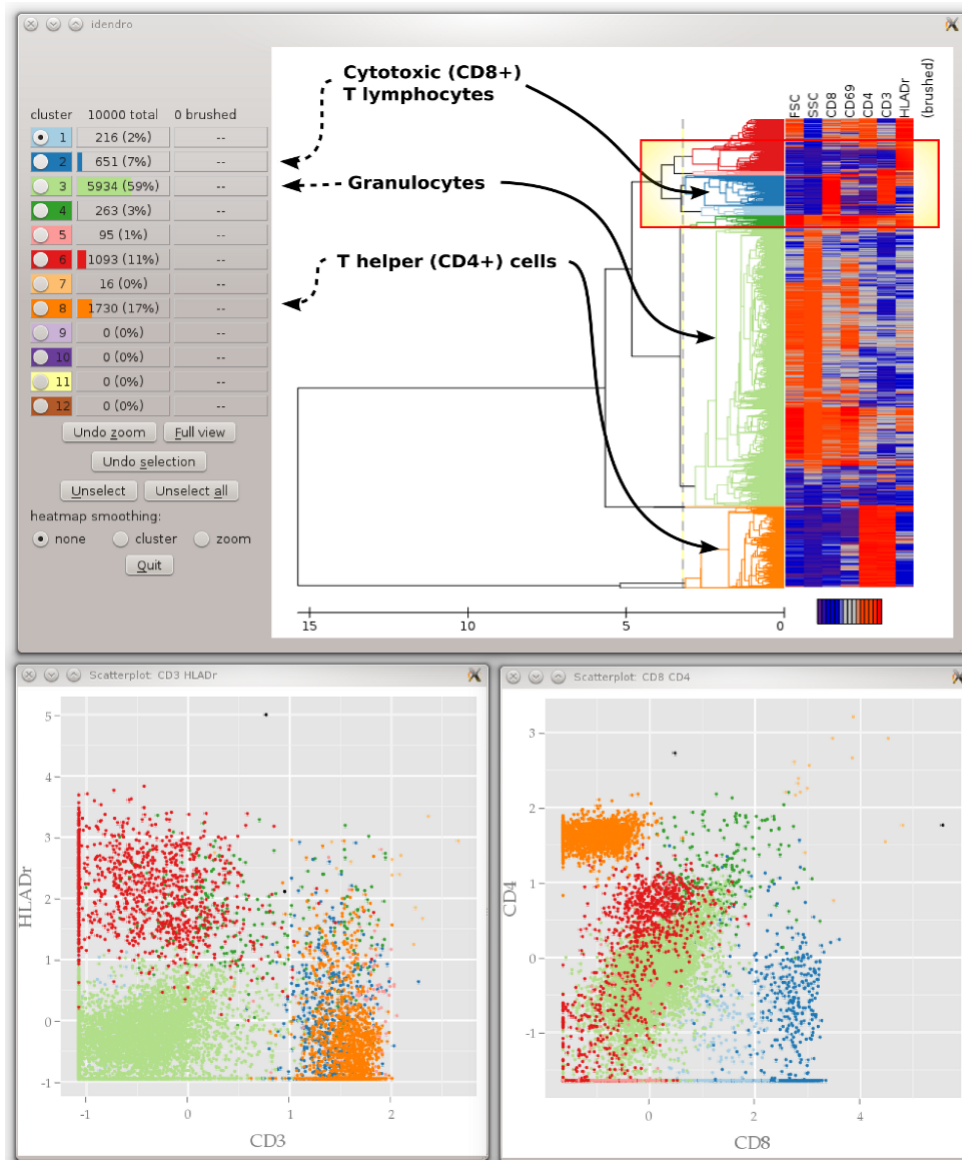 idendro
Cytotoxic (CD8+)
T lymphocytes
Granulocytes
T helper (CD4+) cells
FSC
SSC
CD8
CD69
CD4
CD3
HLADr
(brushed)
cluster 10000 total 0 brushed
1 216 (2%) --
2 651 (7%) --
3 5934 (59%) --
4 263 (3%) --
5 95 (1%) --
6 1093 (11%) --
7 16 (0%) --
8 1730 (17%) --
9 0 (0%) --
10 0 (0%) --
11 0 (0%) --
12 0 (0%) --
Undo zoom Full view
Undo selection
Unselect Unselect all
heatmap smoothing:
none cluster zoom
Quit
15 10 5 0
Scatterplot: CD3 HLADr
HLADr
5
4
3
2
1
0
-1
-1 0 1 2
CD3
Scatterplot: CD8 CD4
CD4
3
2
1
0
-1
0 2 4
CD8